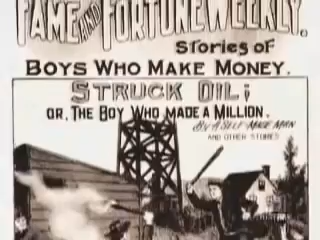 FAME AND FORTUNE WEEKLY.
STORIES OF
BOYS WHO MAKE MONEY.
STRUCK OIL;
OR, THE BOY WHO MADE A MILLION.
By A SELF-MADE MAN
AND OTHER STORIES